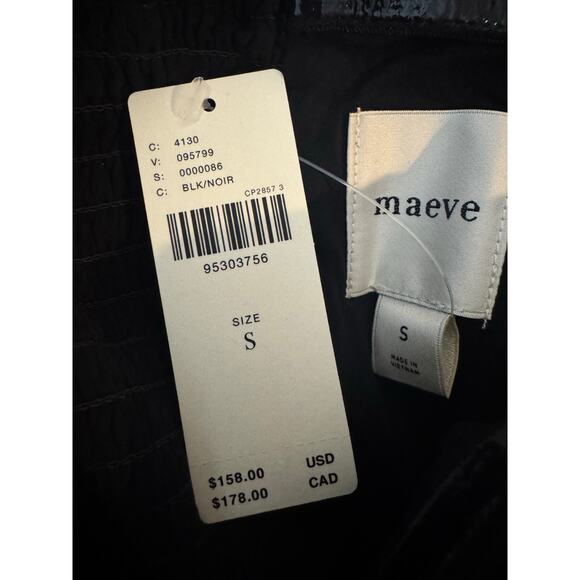 C: 4130
V: 095799
S: 0000086
C: BLK/NOIR
CP2857 3
95303756
SIZE
S
$158.00 USD
$178.00 CAD
maeve
S
MADE IN
VIETNAM